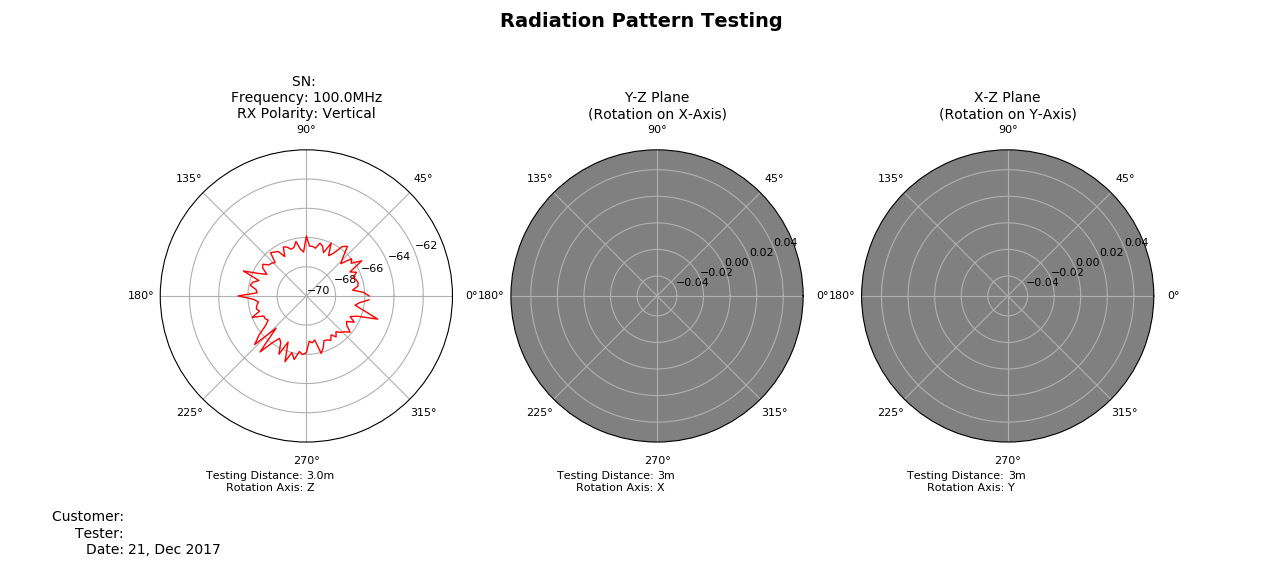 Radiation Pattern Testing
SN:
Frequency: 100.0MHz
RX Polarity: Vertical
90°
135°
45°
180°
0°
225°
315°
270°
−70
−68
−66
−64
−62
Testing Distance: 3.0m
Rotation Axis: Z
Y-Z Plane
(Rotation on X-Axis)
90°
135°
45°
180°
0°
225°
315°
270°
−0.04
−0.02
0.00
0.02
0.04
Testing Distance: 3m
Rotation Axis: X
X-Z Plane
(Rotation on Y-Axis)
90°
135°
45°
180°
0°
225°
315°
270°
−0.04
−0.02
0.00
0.02
0.04
Testing Distance: 3m
Rotation Axis: Y
Customer:
Tester:
Date: 21, Dec 2017